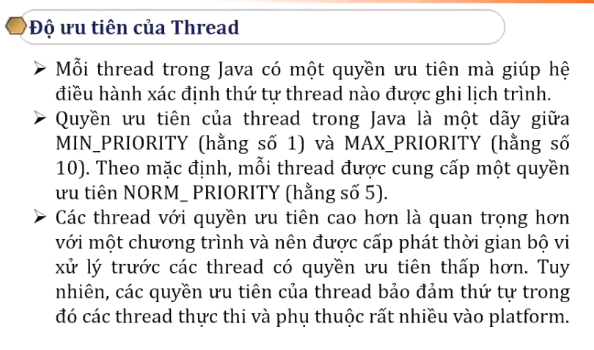 Độ ưu tiên của Thread
Mỗi thread trong Java có một quyền ưu tiên mà giúp hệ
điều hành xác định thứ tự thread nào được ghi lịch trình.
Quyền ưu tiên của thread trong Java là một dãy giữa
MIN_PRIORITY (hằng số 1) và MAX_PRIORITY (hằng số
10). Theo mặc định, mỗi thread được cung cấp một quyền
ưu tiên NORM_ PRIORITY (hằng số 5).
Các thread với quyền ưu tiên cao hơn là quan trọng hơn
với một chương trình và nên được cấp phát thời gian bộ vi
xử lý trước các thread có quyền ưu tiên thấp hơn. Tuy
nhiên, các quyền ưu tiên của thread bảo đảm thứ tự trong
đó các thread thực thi và phụ thuộc rất nhiều vào platform.